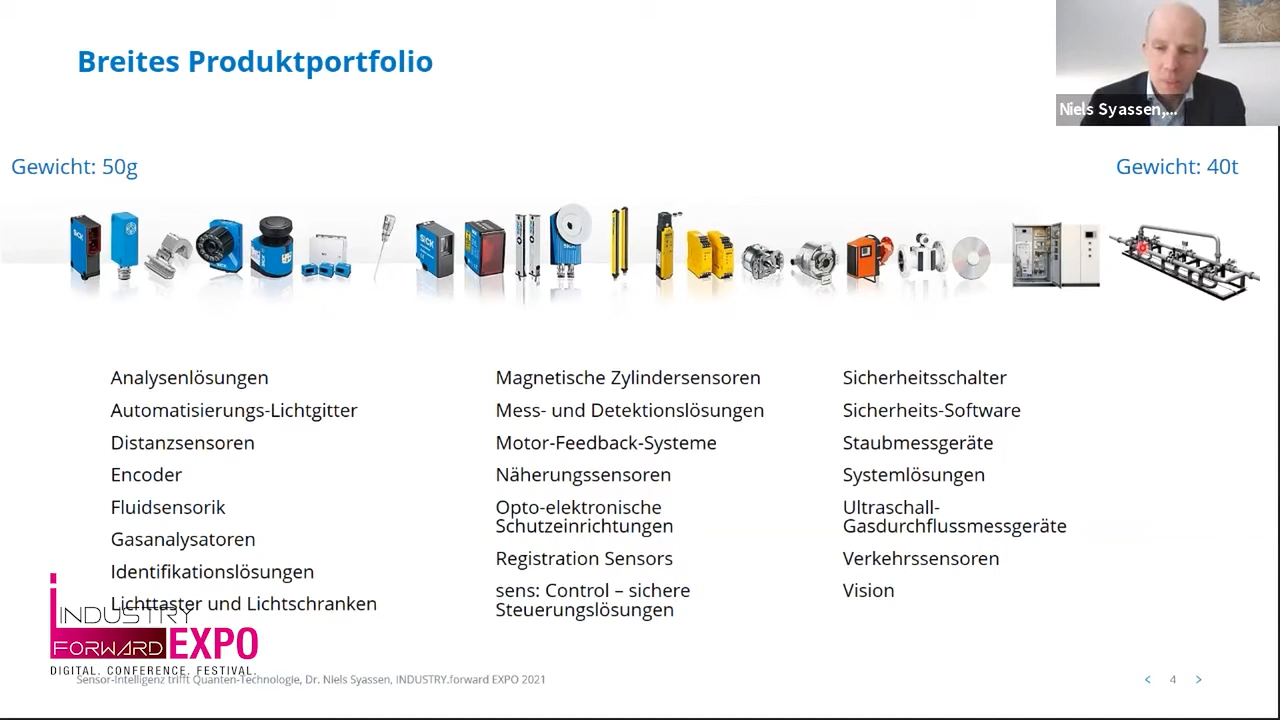 Breites Produktportfolio
Niels Syassen,...
Gewicht: 50g
Gewicht: 40t
SICK
SICK
SICK
Analysenlösungen
Automatisierungs-Lichtgitter
Distanzsensoren
Encoder
Fluidsensorik
Gasanalysatoren
Identifikationslösungen
Lichttaster und Lichtschranken
Magnetische Zylindersensoren
Mess- und Detektionslösungen
Motor-Feedback-Systeme
Näherungssensoren
Opto-elektronische
Schutzeinrichtungen
Registration Sensors
sens: Control – sichere
Steuerungslösungen
Sicherheitsschalter
Sicherheits-Software
Staubmessgeräte
Systemlösungen
Ultraschall-
Gasdurchflussmessgeräte
Verkehrssensoren
Vision
INDUSTRY
FORWARD EXPO
DIGITAL. CONFERENCE. FESTIVAL.
Sensor-Intelligenz trifft Quanten-Technologie, Dr. Niels Syassen, INDUSTRY.forward EXPO 2021
< 4 >